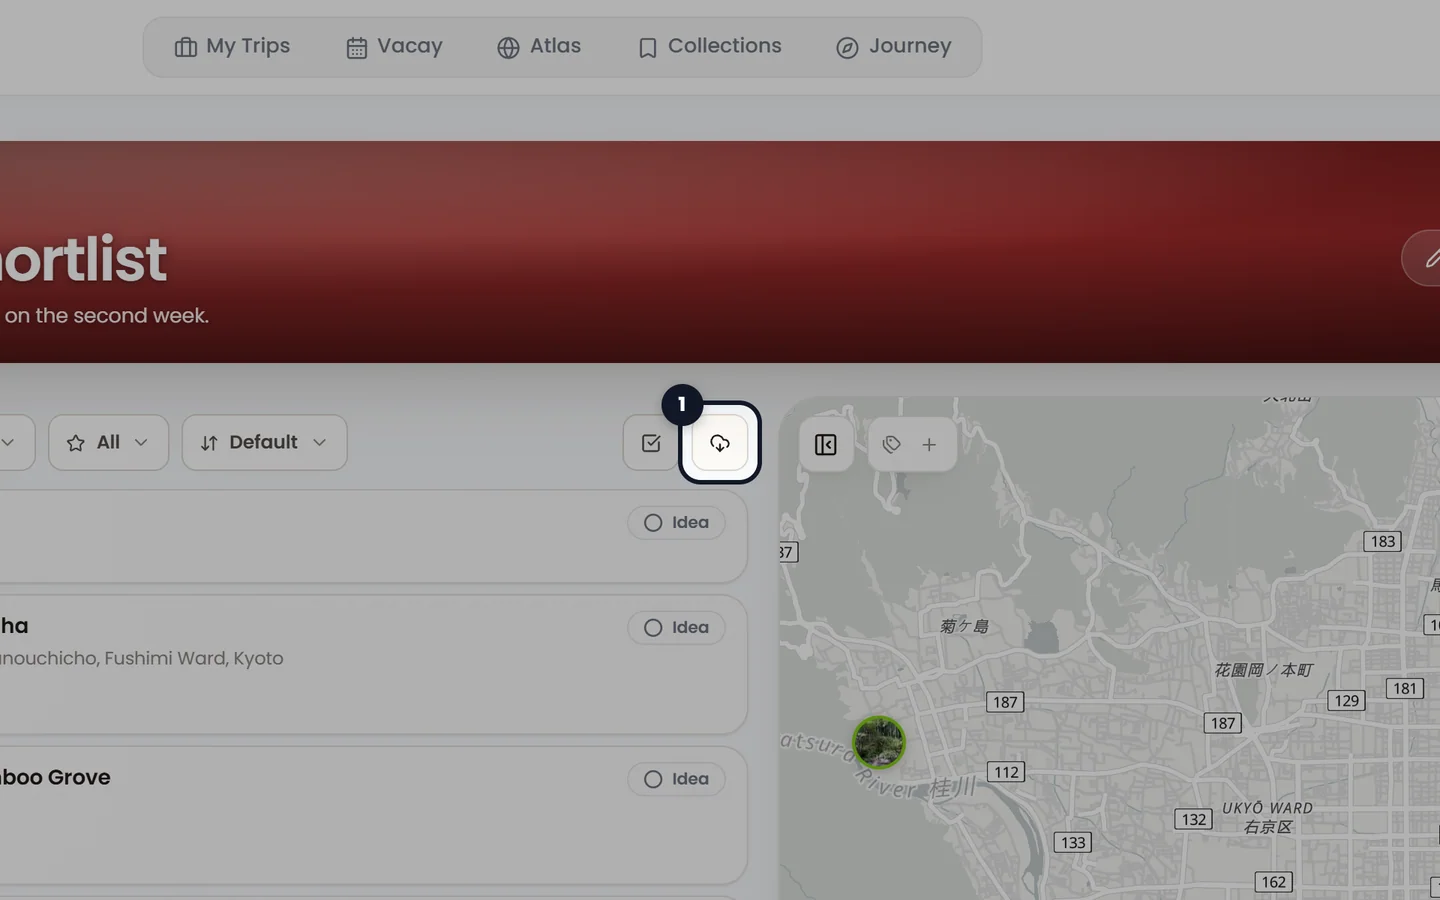 My Trips
Vacay
Atlas
Collections
Journey
ortlist
on the second week.
1
All
Default
Idea
ha
Idea
nouchicho, Fushimi Ward, Kyoto
boo Grove
Idea
183
37
菊ケ島
花園岡ノ本町
181
129
187
187
atsura River 桂川
112
UKYŌ WARD
右京区
132
133
162